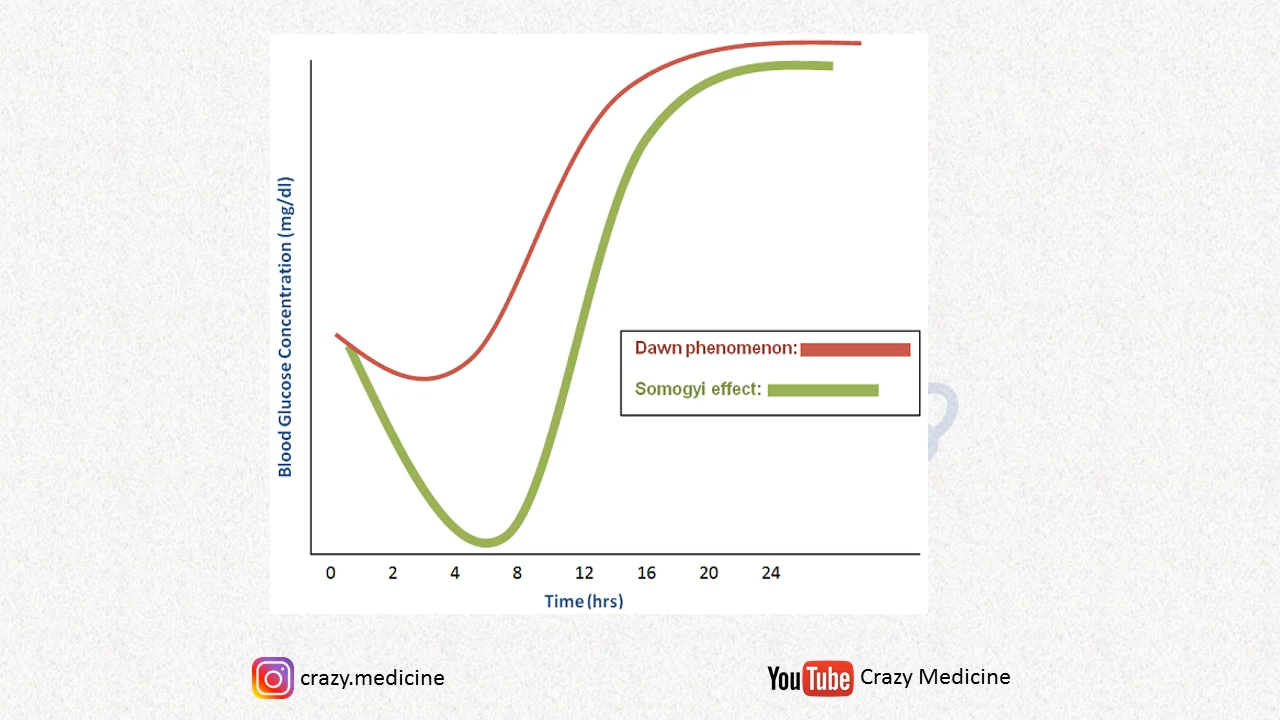 Blood Glucose Concentration (mg/dl)
Dawn phenomenon:
Somogyi effect:
0 2 4 8 12 16 20 24
Time (hrs)
crazy.medicine
YouTube Crazy Medicine